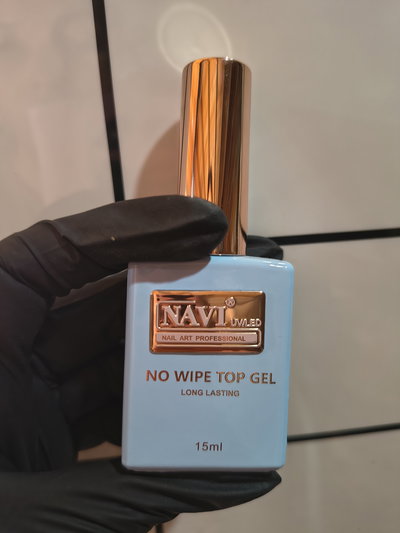 NAVI® UV/LED
NAIL ART PROFESSIONAL
NO WIPE TOP GEL
LONG LASTING
15ml